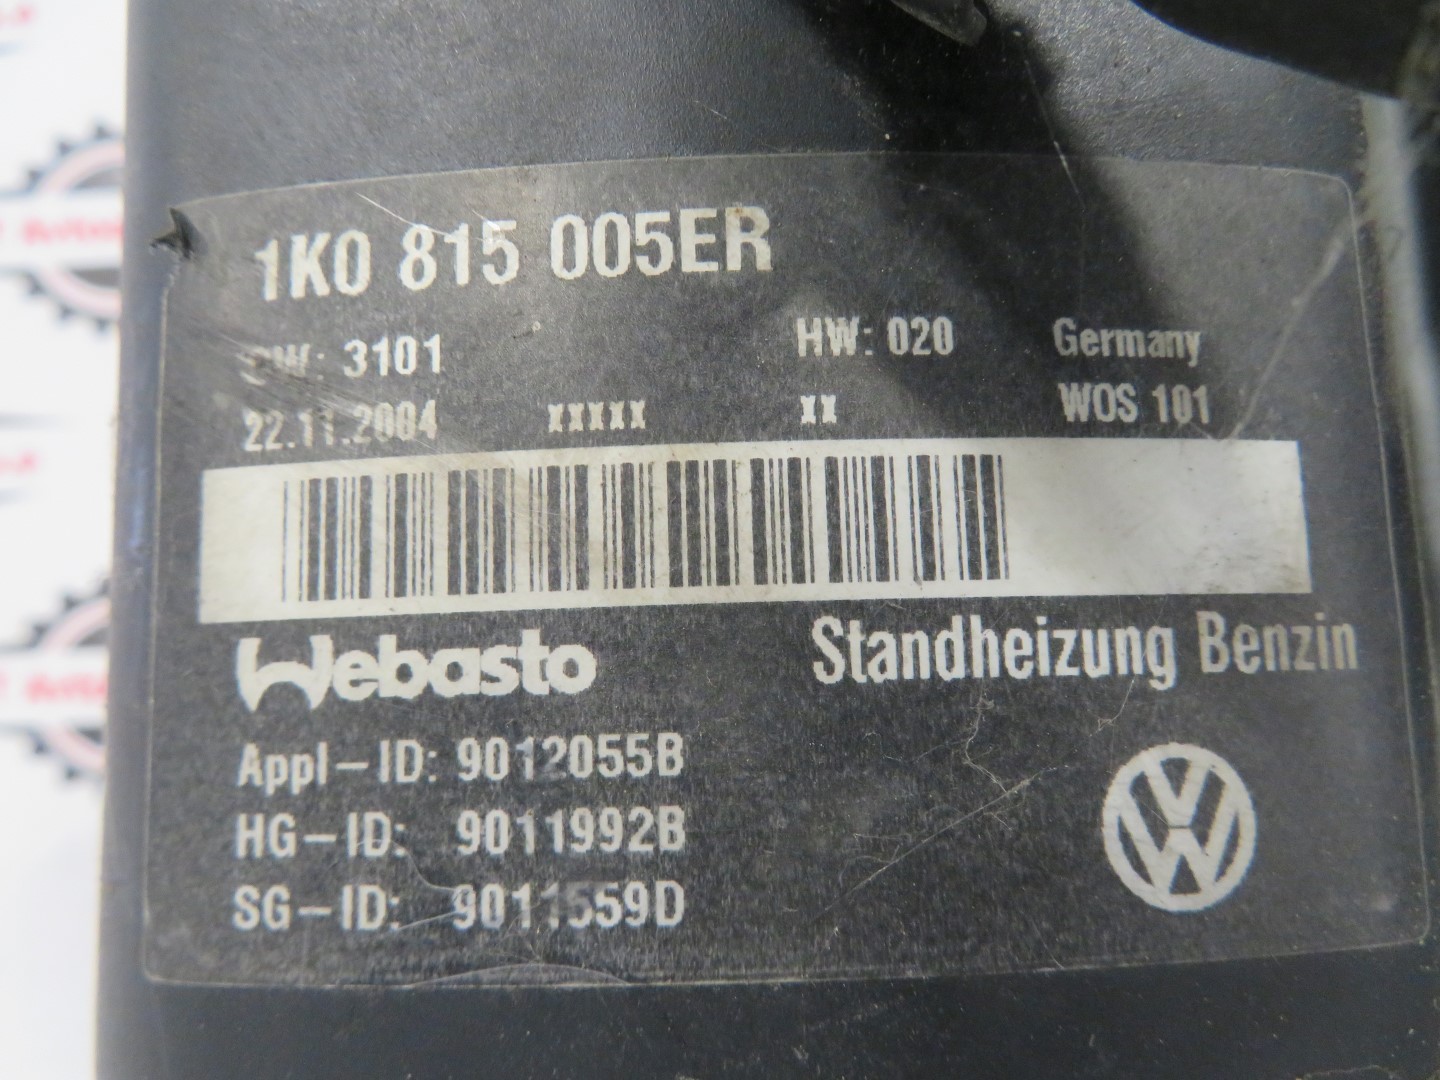 1K0 815 005ER
SW: 3101 HW: 020 Germany
22.11.2004 xxxxx xx WOS 101
Webasto Standheizung Benzin
Appl-ID: 9012055B
HG-ID: 9011992B
SG-ID: 9011559D